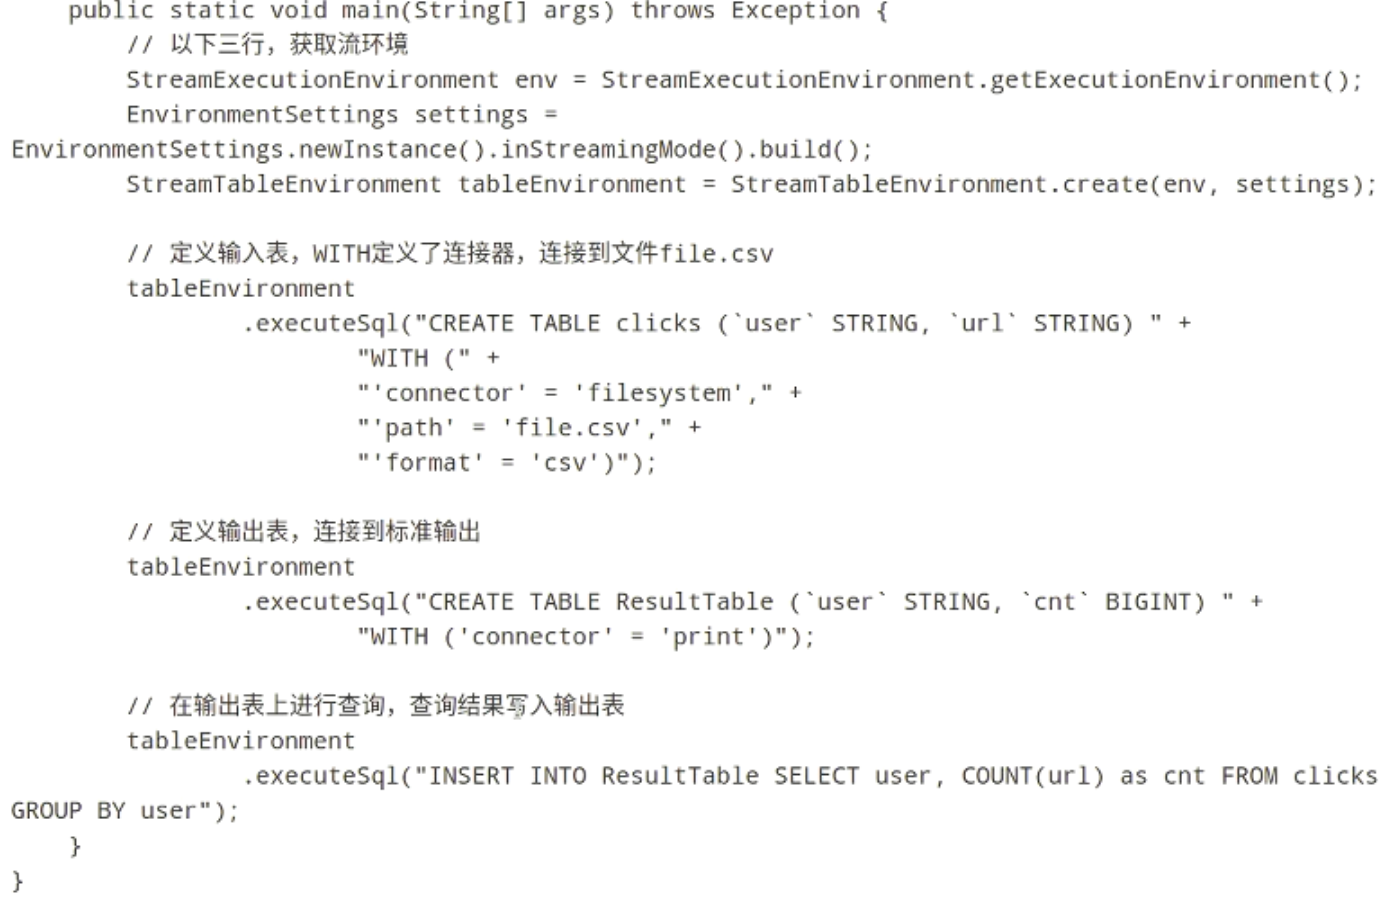 public static void main(String[] args) throws Exception {
// 以下三行，获取流环境
StreamExecutionEnvironment env = StreamExecutionEnvironment.getExecutionEnvironment();
EnvironmentSettings settings =
EnvironmentSettings.newInstance().inStreamingMode().build();
StreamTableEnvironment tableEnvironment = StreamTableEnvironment.create(env, settings);
// 定义输入表，WITH定义了连接器，连接到文件file.csv
tableEnvironment
.executeSql("CREATE TABLE clicks (`user` STRING, `url` STRING) " +
"WITH (" +
"'connector' = 'filesystem'," +
"'path' = 'file.csv'," +
"'format' = 'csv')");
// 定义输出表，连接到标准输出
tableEnvironment
.executeSql("CREATE TABLE ResultTable (`user` STRING, `cnt` BIGINT) " +
"WITH ('connector' = 'print')");
// 在输出表上进行查询，查询结果写入输出表
tableEnvironment
.executeSql("INSERT INTO ResultTable SELECT user, COUNT(url) as cnt FROM clicks
GROUP BY user");
}
}